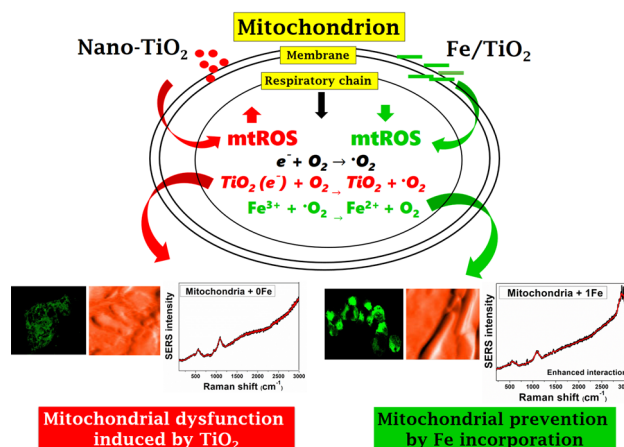 Mitochondrion
Nano-TiO₂
Fe/TiO₂
Membrane
Respiratory chain
mtROS
mtROS
e⁻+ O₂ → ·O₂
TiO₂ (e⁻) + O₂ → TiO₂ + ·O₂
Fe³⁺ + ·O₂ → Fe²⁺ + O₂
Mitochondria + 0Fe
SERS intensity
500 1000 1500 2000 2500 3000
Raman shift (cm⁻¹)
Mitochondria + 1Fe
SERS intensity
Enhanced interaction
500 1000 1500 2000 2500 3000
Raman shift (cm⁻¹)
Mitochondrial dysfunction
induced by TiO₂
Mitochondrial prevention
by Fe incorporation